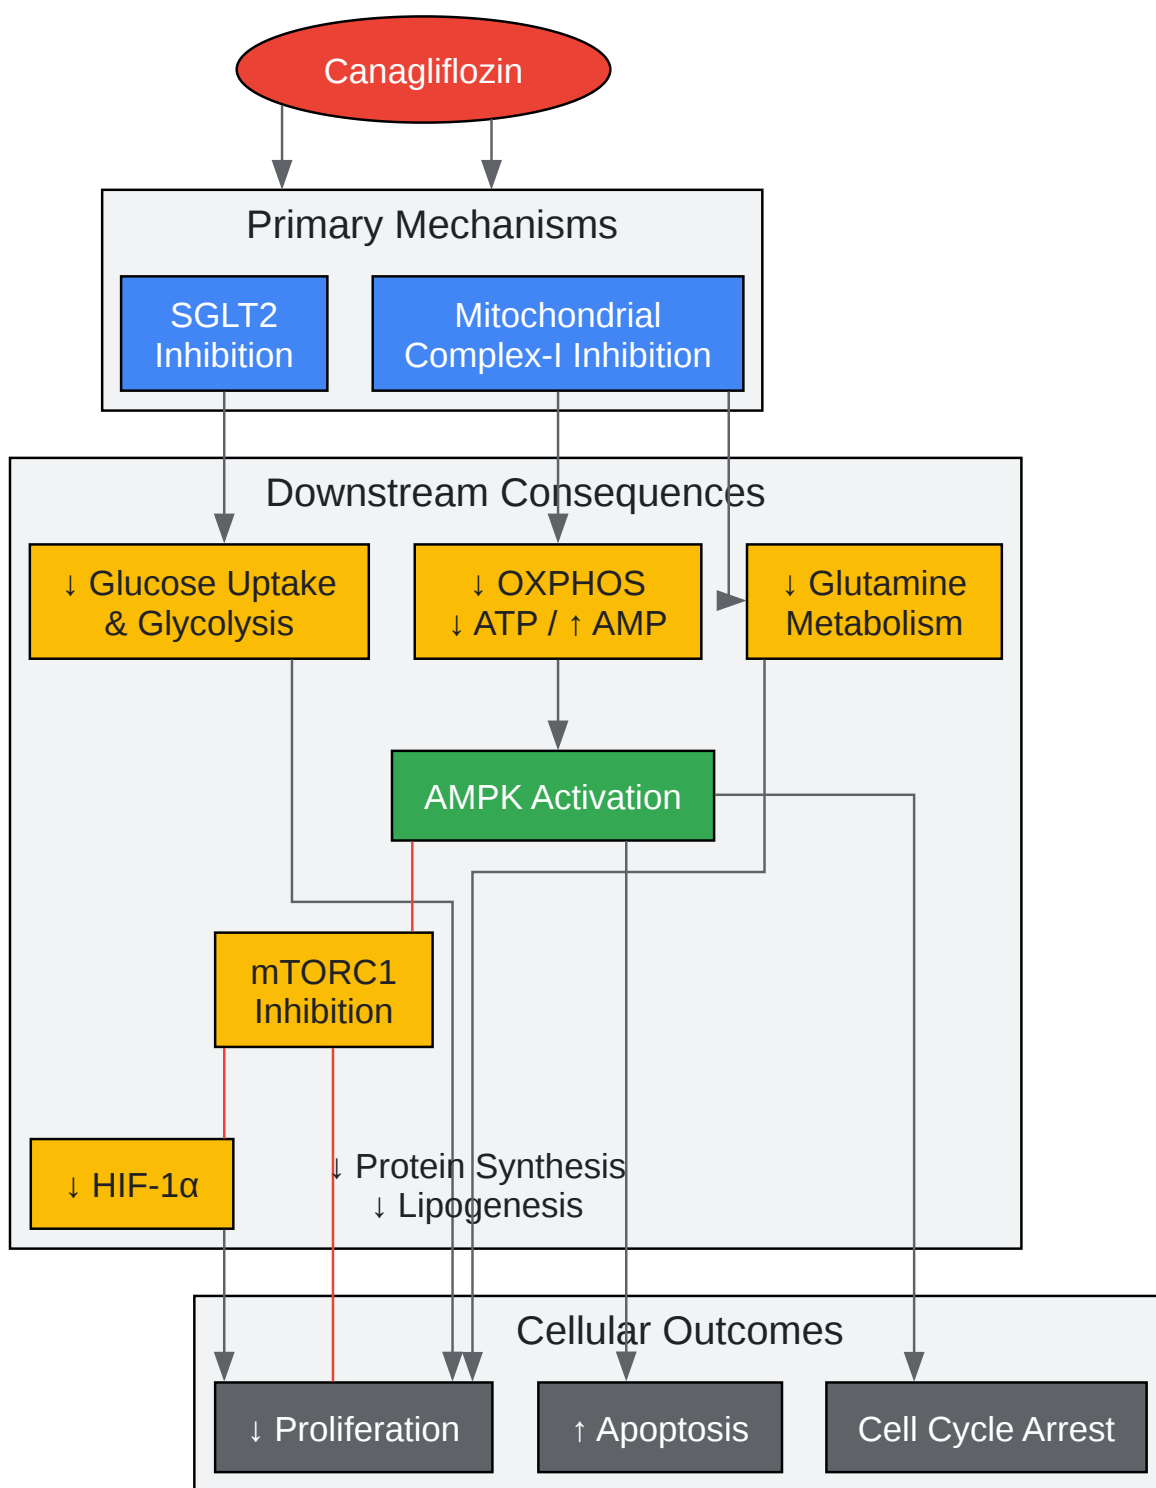 Canagliflozin
Primary Mechanisms
SGLT2
Inhibition
Mitochondrial
Complex-I Inhibition
Downstream Consequences
↓ Glucose Uptake
& Glycolysis
↓ OXPHOS
↓ ATP / ↑ AMP
↓ Glutamine
Metabolism
AMPK Activation
mTORC1
Inhibition
↓ HIF-1α
↓ Protein Synthesis
↓ Lipogenesis
Cellular Outcomes
↓ Proliferation
↑ Apoptosis
Cell Cycle Arrest